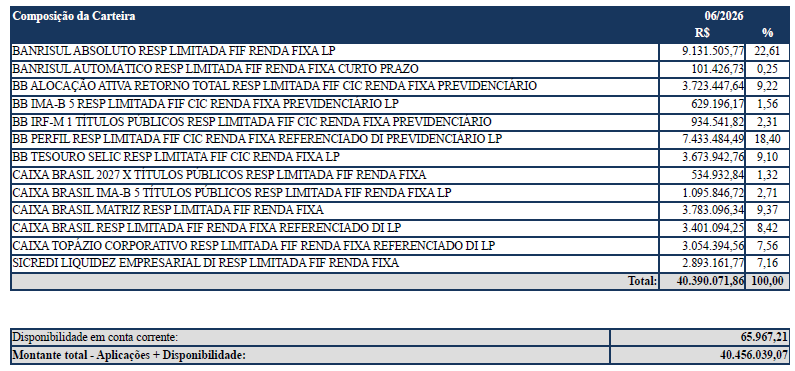 Composição da Carteira 06/2026
R$ %
BANRISUL ABSOLUTO RESP LIMITADA FIF RENDA FIXA LP 9.131.505,77 22,61
BANRISUL AUTOMÁTICO RESP LIMITADA FIF RENDA FIXA CURTO PRAZO 101.426,73 0,25
BB ALOCAÇÃO ATIVA RETORNO TOTAL RESP LIMITADA FIF CIC RENDA FIXA PREVIDENCIÁRIO 3.723.447,64 9,22
BB IMA-B 5 RESP LIMITADA FIF CIC RENDA FIXA PREVIDENCIÁRIO LP 629.196,17 1,56
BB IRF-M 1 TÍTULOS PÚBLICOS RESP LIMITADA FIF CIC RENDA FIXA PREVIDENCIÁRIO 934.541,82 2,31
BB PERFIL RESP LIMITADA FIF CIC RENDA FIXA REFERENCIADO DI PREVIDENCIÁRIO LP 7.433.484,49 18,40
BB TESOURO SELIC RESP LIMITATA FIF CIC RENDA FIXA LP 3.673.942,76 9,10
CAIXA BRASIL 2027 X TÍTULOS PÚBLICOS RESP LIMITADA FIF RENDA FIXA 534.932,84 1,32
CAIXA BRASIL IMA-B 5 TÍTULOS PÚBLICOS RESP LIMITADA FIF RENDA FIXA LP 1.095.846,72 2,71
CAIXA BRASIL MATRIZ RESP LIMITADA FIF RENDA FIXA 3.783.096,34 9,37
CAIXA BRASIL RESP LIMITADA FIF RENDA FIXA REFERENCIADO DI LP 3.401.094,25 8,42
CAIXA TOPÁZIO CORPORATIVO RESP LIMITADA FIF RENDA FIXA REFERENCIADO DI LP 3.054.394,56 7,56
SICREDI LIQUIDEZ EMPRESARIAL DI RESP LIMITADA FIF RENDA FIXA 2.893.161,77 7,16
Total: 40.390.071,86 100,00
Disponibilidade em conta corrente: 65.967,21
Montante total - Aplicações + Disponibilidade: 40.456.039,07